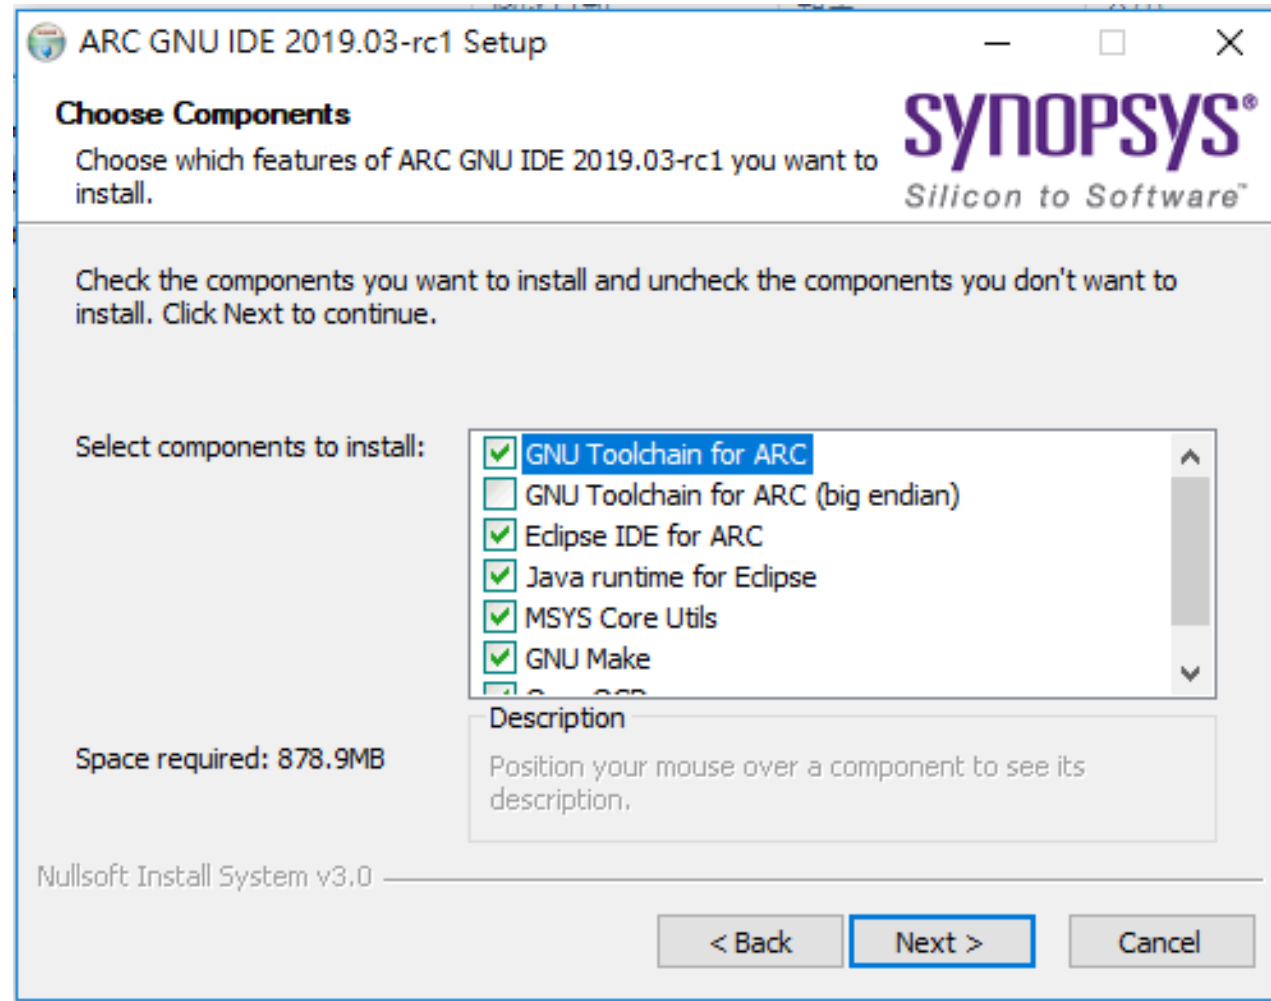 ARC GNU IDE 2019.03-rc1 Setup
Choose Components
Choose which features of ARC GNU IDE 2019.03-rc1 you want to
install.
SYNOPSYS®
Silicon to Software™
Check the components you want to install and uncheck the components you don't want to
install. Click Next to continue.
Select components to install:
GNU Toolchain for ARC
GNU Toolchain for ARC (big endian)
Eclipse IDE for ARC
Java runtime for Eclipse
MSYS Core Utils
GNU Make
Space required: 878.9MB
Description
Position your mouse over a component to see its
description.
Nullsoft Install System v3.0
< Back
Next >
Cancel